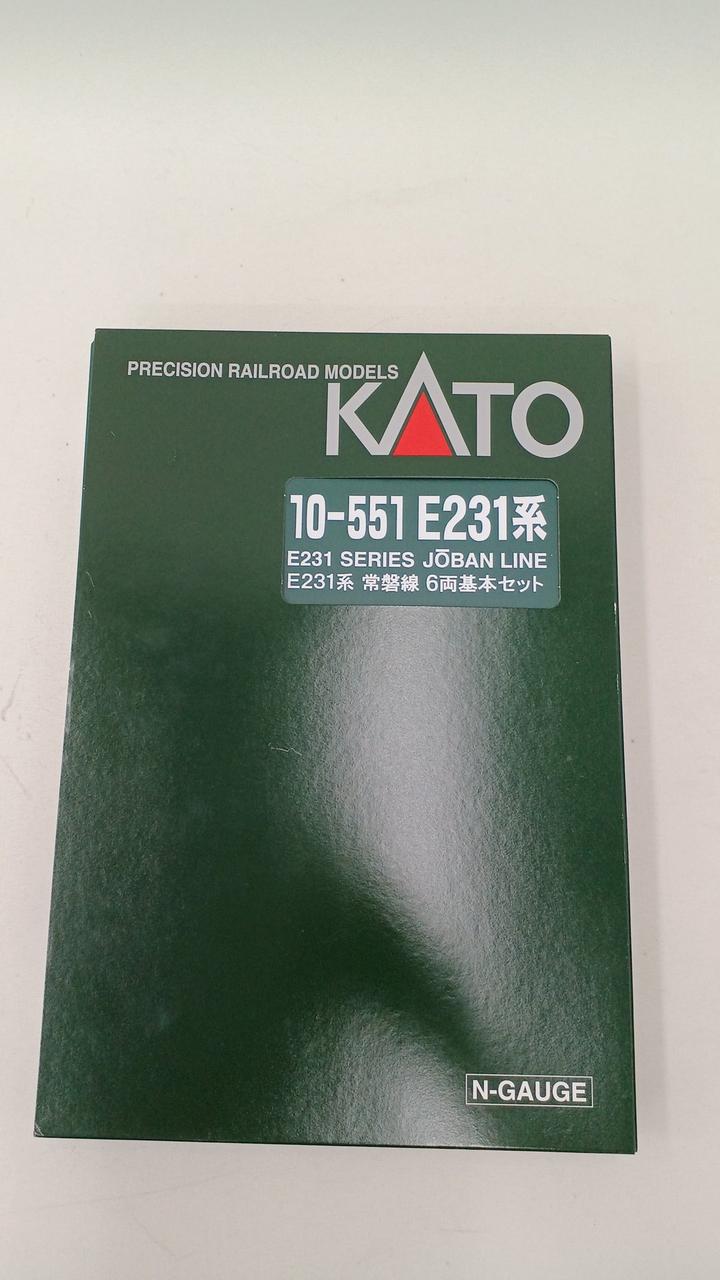 PRECISION RAILROAD MODELS
KATO
10-551 E231系
E231 SERIES JŌBAN LINE
E231系 常磐線 6両基本セット
N-GAUGE